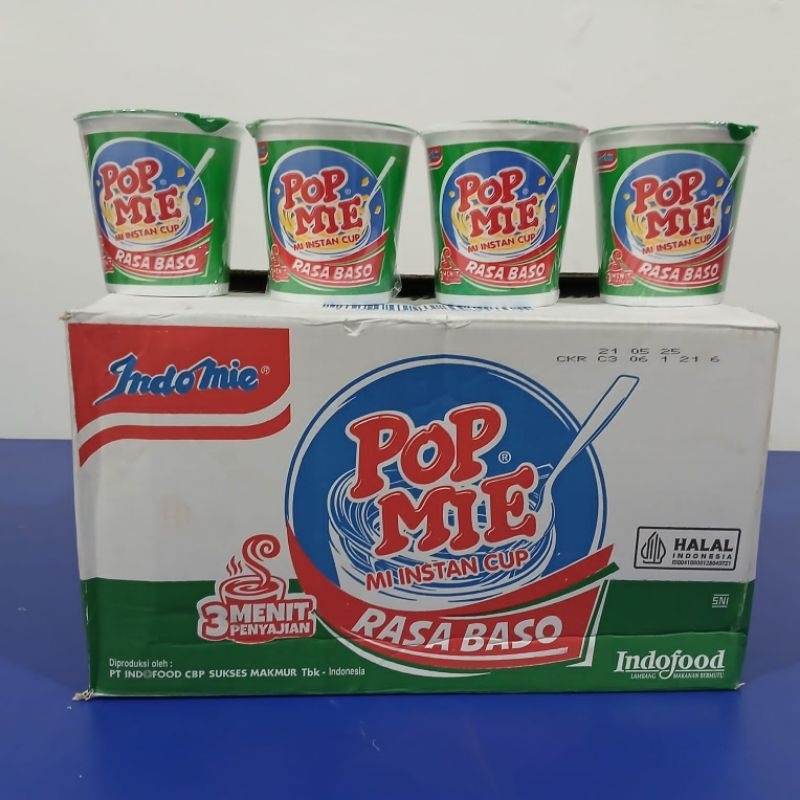 POP
MIE
MI INSTAN CUP
RASA BASO
POP
MIE
MI INSTAN CUP
RASA BASO
POP
MIE
MI INSTAN CUP
RASA BASO
POP
MIE
MI INSTAN CUP
RASA BASO
Indomie®
21 05 25
CKR C3 06 1 21 6
POP
MIE®
MI INSTAN CUP
RASA BASO
3 MENIT
PENYAJIAN
HALAL
INDONESIA
SNI
Diproduksi oleh :
PT INDOFOOD CBP SUKSES MAKMUR Tbk - Indonesia
Indofood
LAMBANG MAKANAN BERMUTU